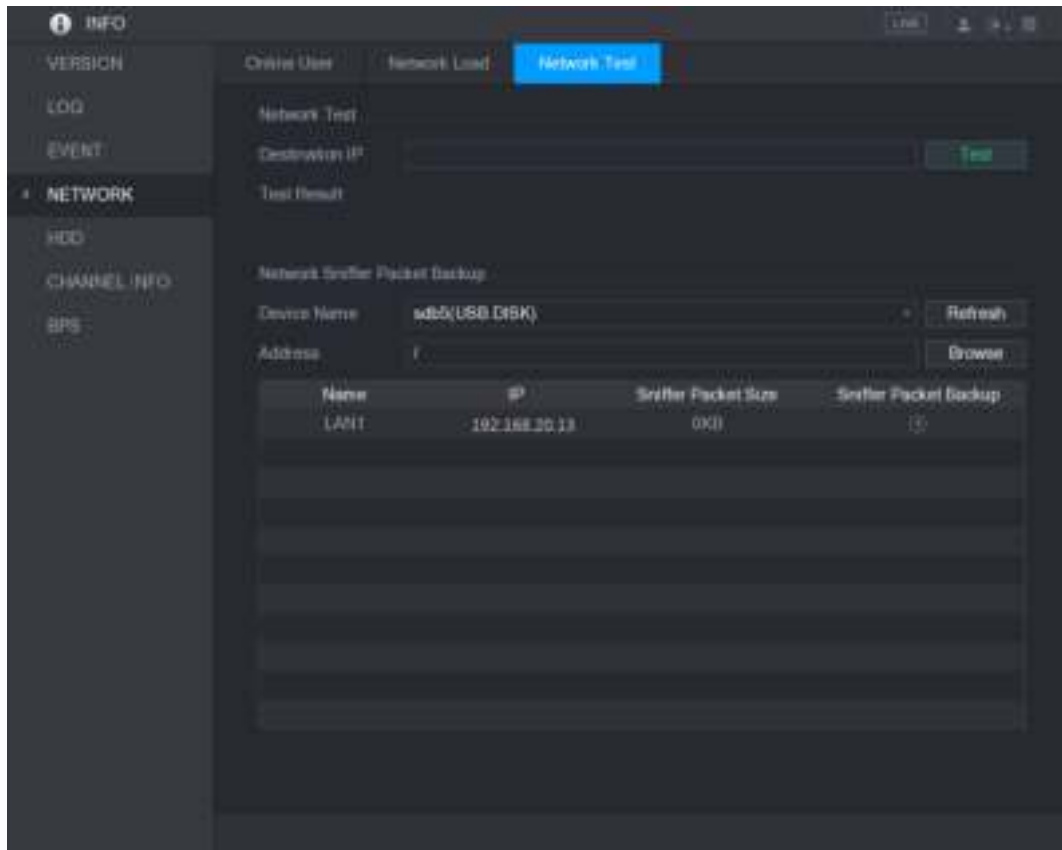 INFO
LIVE
VERSION
LOG
EVENT
NETWORK
HDD
CHANNEL INFO
BPS
Online User Network Load Network Test
Network Test
Destination IP Test
Test Result
Network Sniffer Packet Backup
Device Name sdb5(USB DISK) Refresh
Address / Browse
Name IP Sniffer Packet Size Sniffer Packet Backup
LAN1 192.168.20.13 0KB